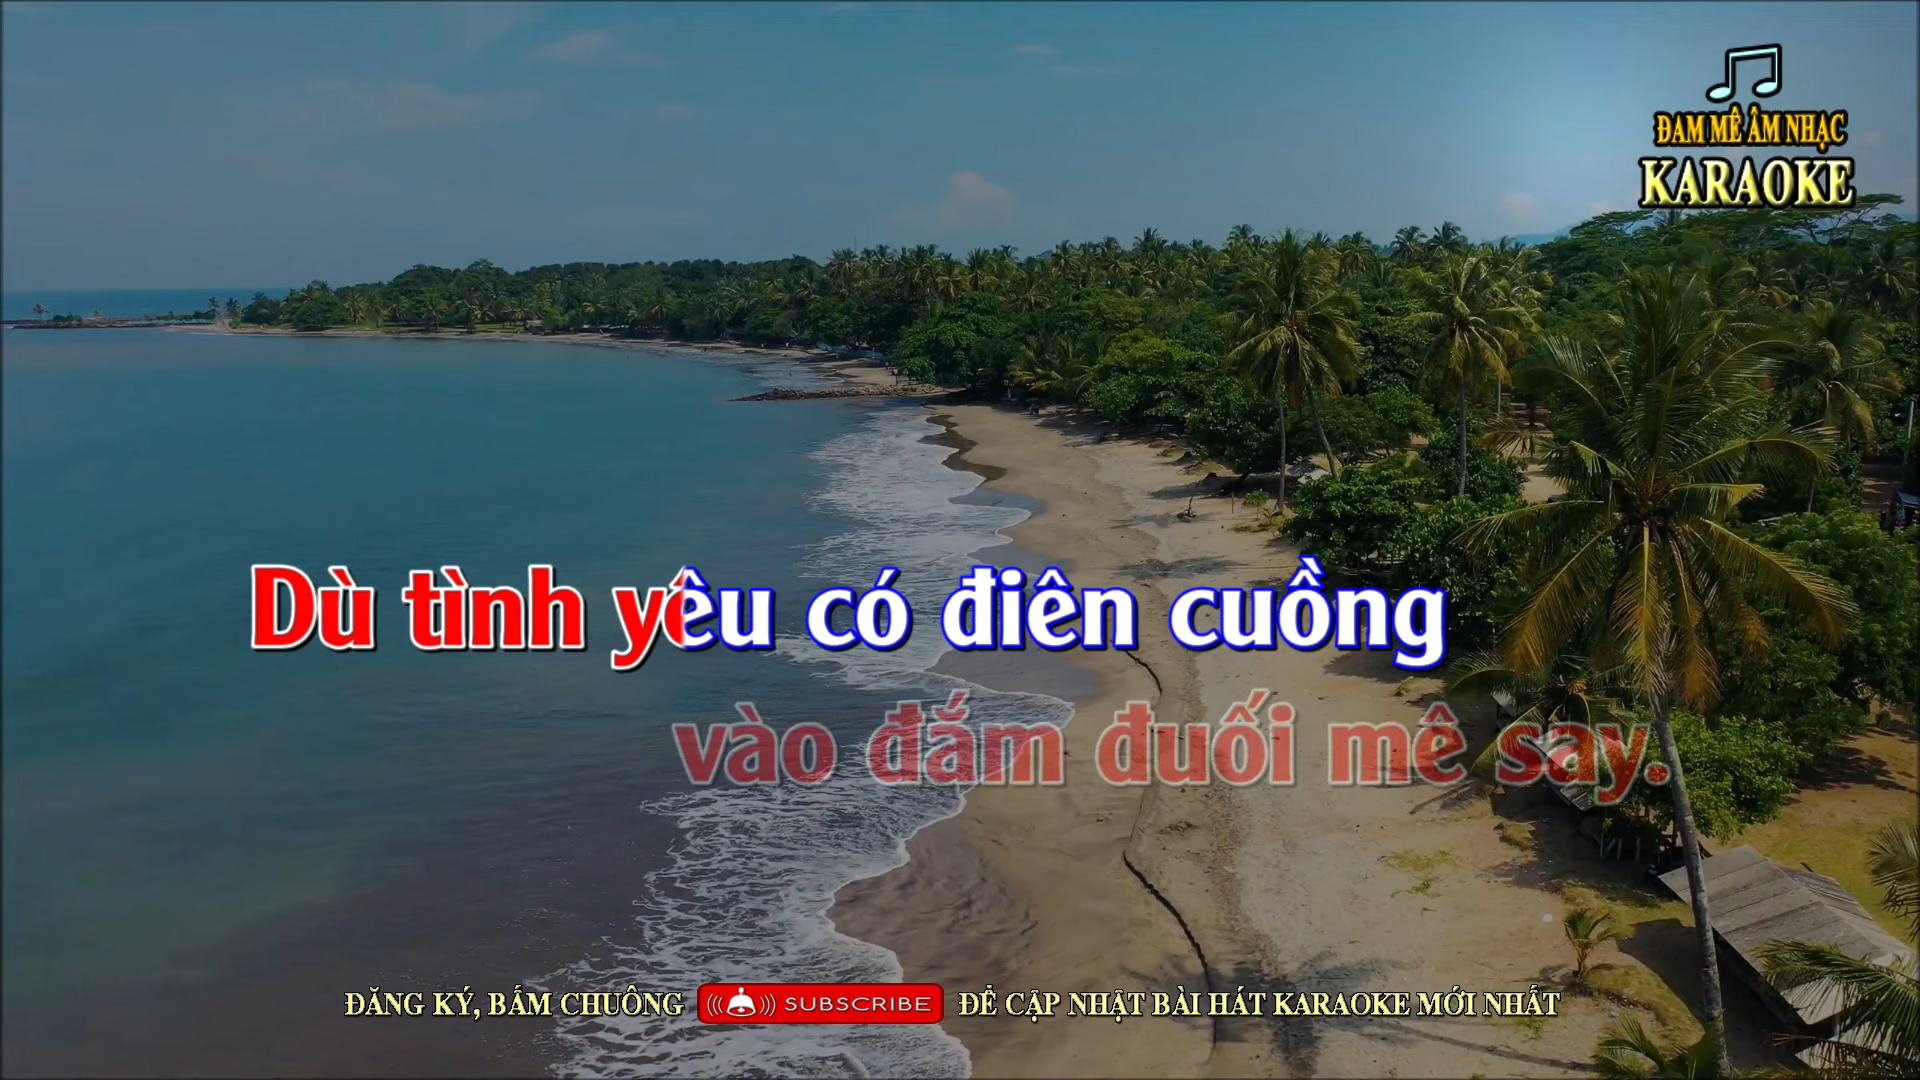 ĐAM MÊ ÂM NHẠC
KARAOKE
Dù tình yêu có điên cuồng
vào đắm đuối mê say.
ĐĂNG KÝ, BẤM CHUÔNG SUBSCRIBE ĐỂ CẬP NHẬT BÀI HÁT KARAOKE MỚI NHẤT